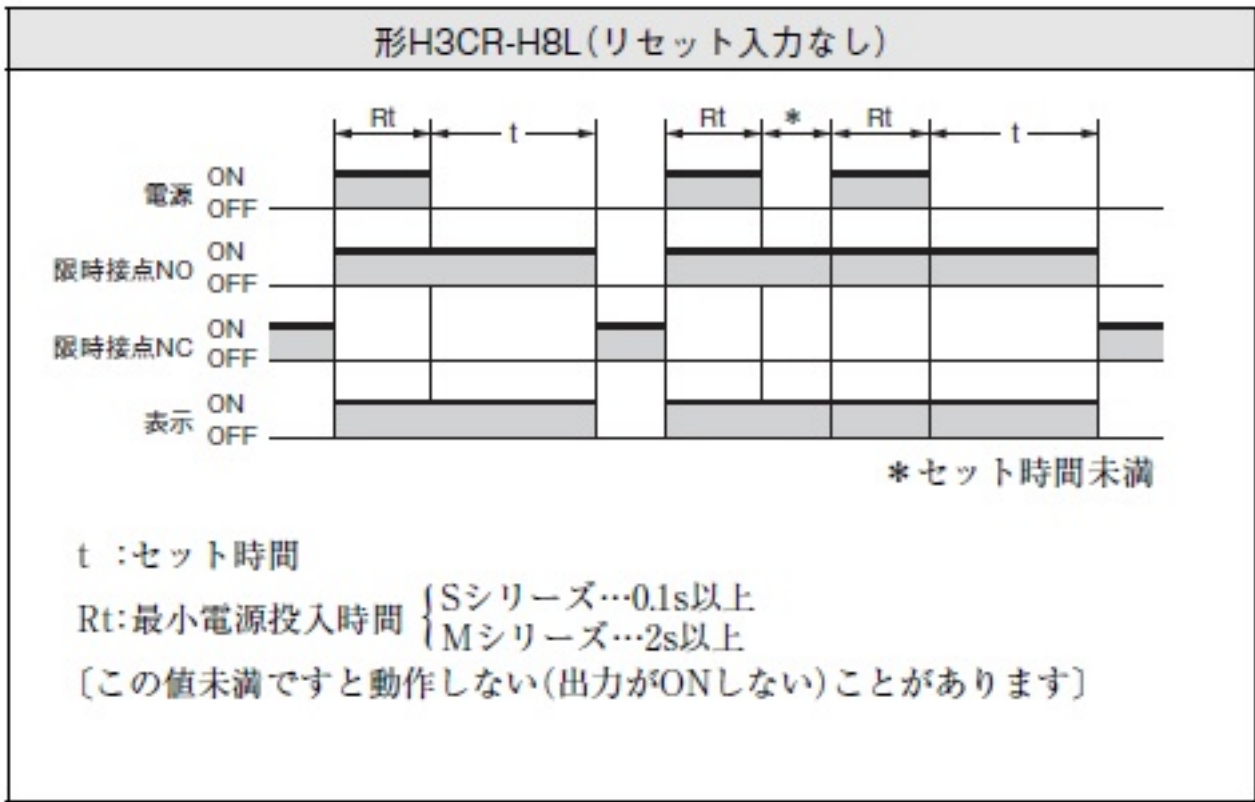 形H3CR-H8L(リセット入力なし)
Rt t Rt * Rt t
電源 ON
OFF
限時接点NO ON
OFF
限時接点NC ON
OFF
表示 ON
OFF
*セット時間未満
t :セット時間
Rt:最小電源投入時間 { Sシリーズ…0.1s以上
Mシリーズ…2s以上
〔この値未満ですと動作しない(出力がONしない)ことがあります〕